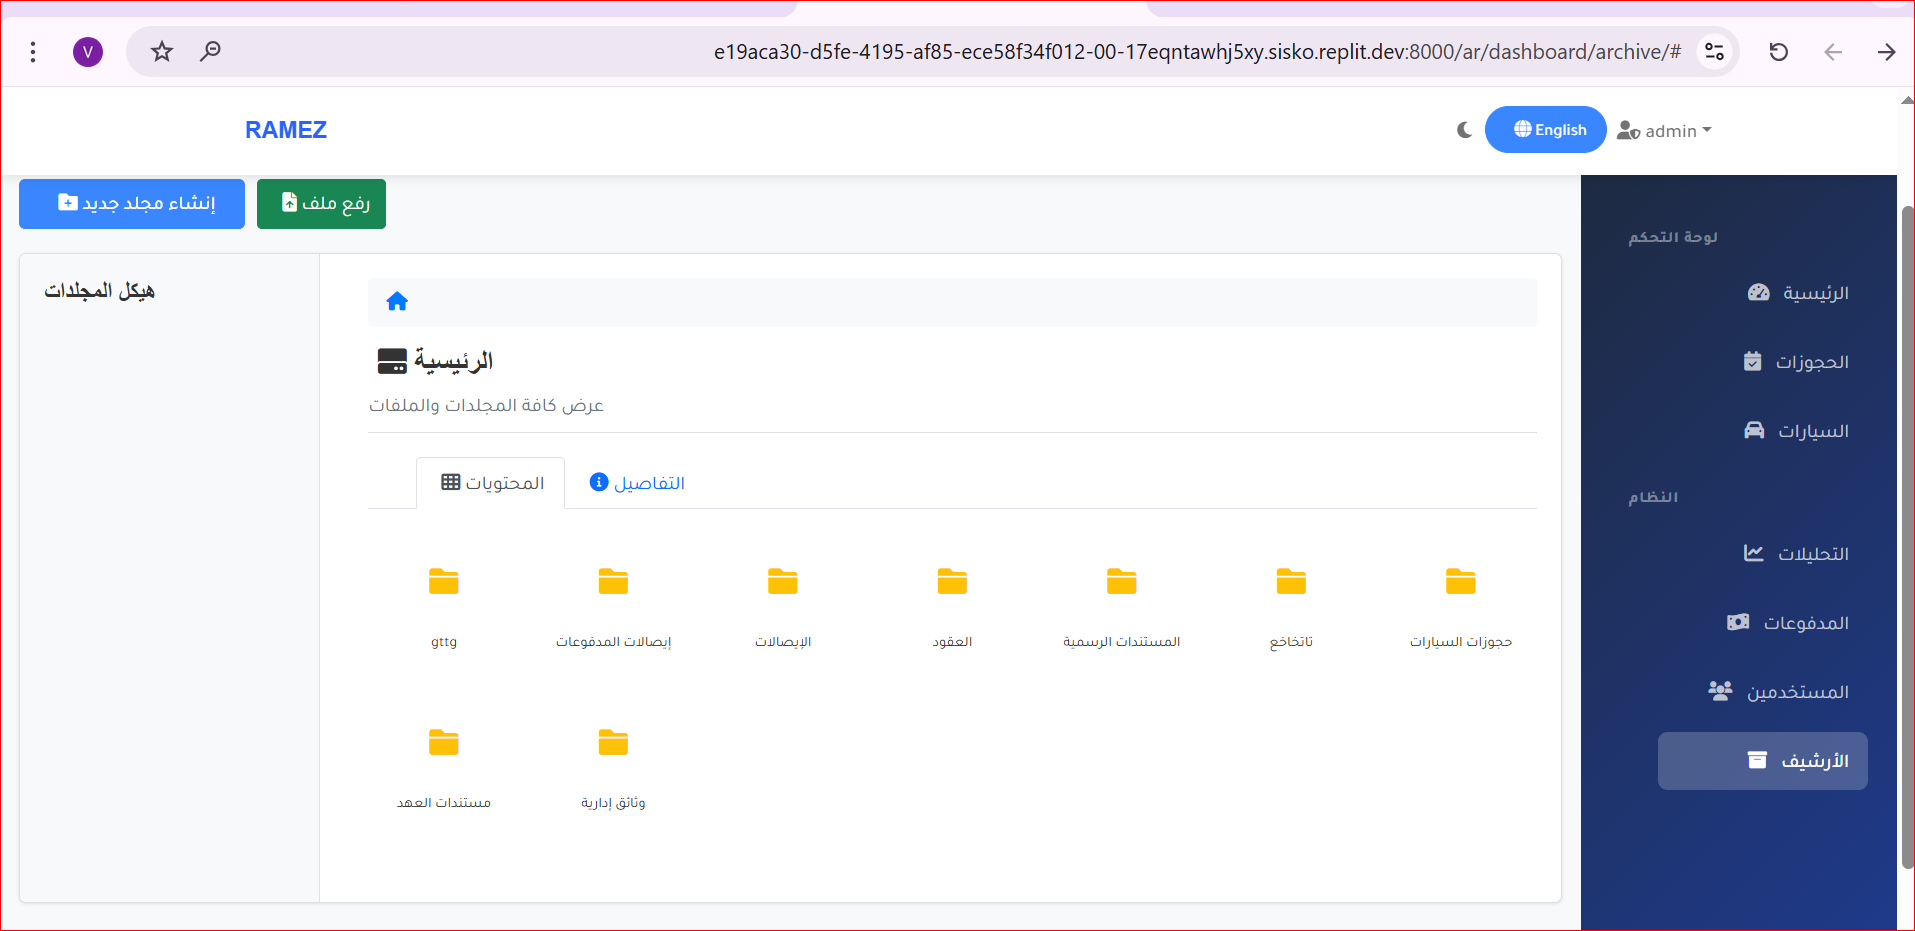 V
e19aca30-d5fe-4195-af85-ece58f34f012-00-17eqntawhj5xy.sisko.replit.dev:8000/ar/dashboard/archive/#
RAMEZ
English
admin
إنشاء مجلد جديد
رفع ملف
لوحة التحكم
الرئيسية
الحجوزات
السيارات
النظام
التحليلات
المدفوعات
المستخدمين
الأرشيف
هيكل المجلدات
الرئيسية
عرض كافة المجلدات والملفات
المحتويات
التفاصيل
gttg
إيصالات المدفوعات
الإيصالات
العقود
المستندات الرسمية
تاتخاخع
حجوزات السيارات
مستندات العهد
وثائق إدارية